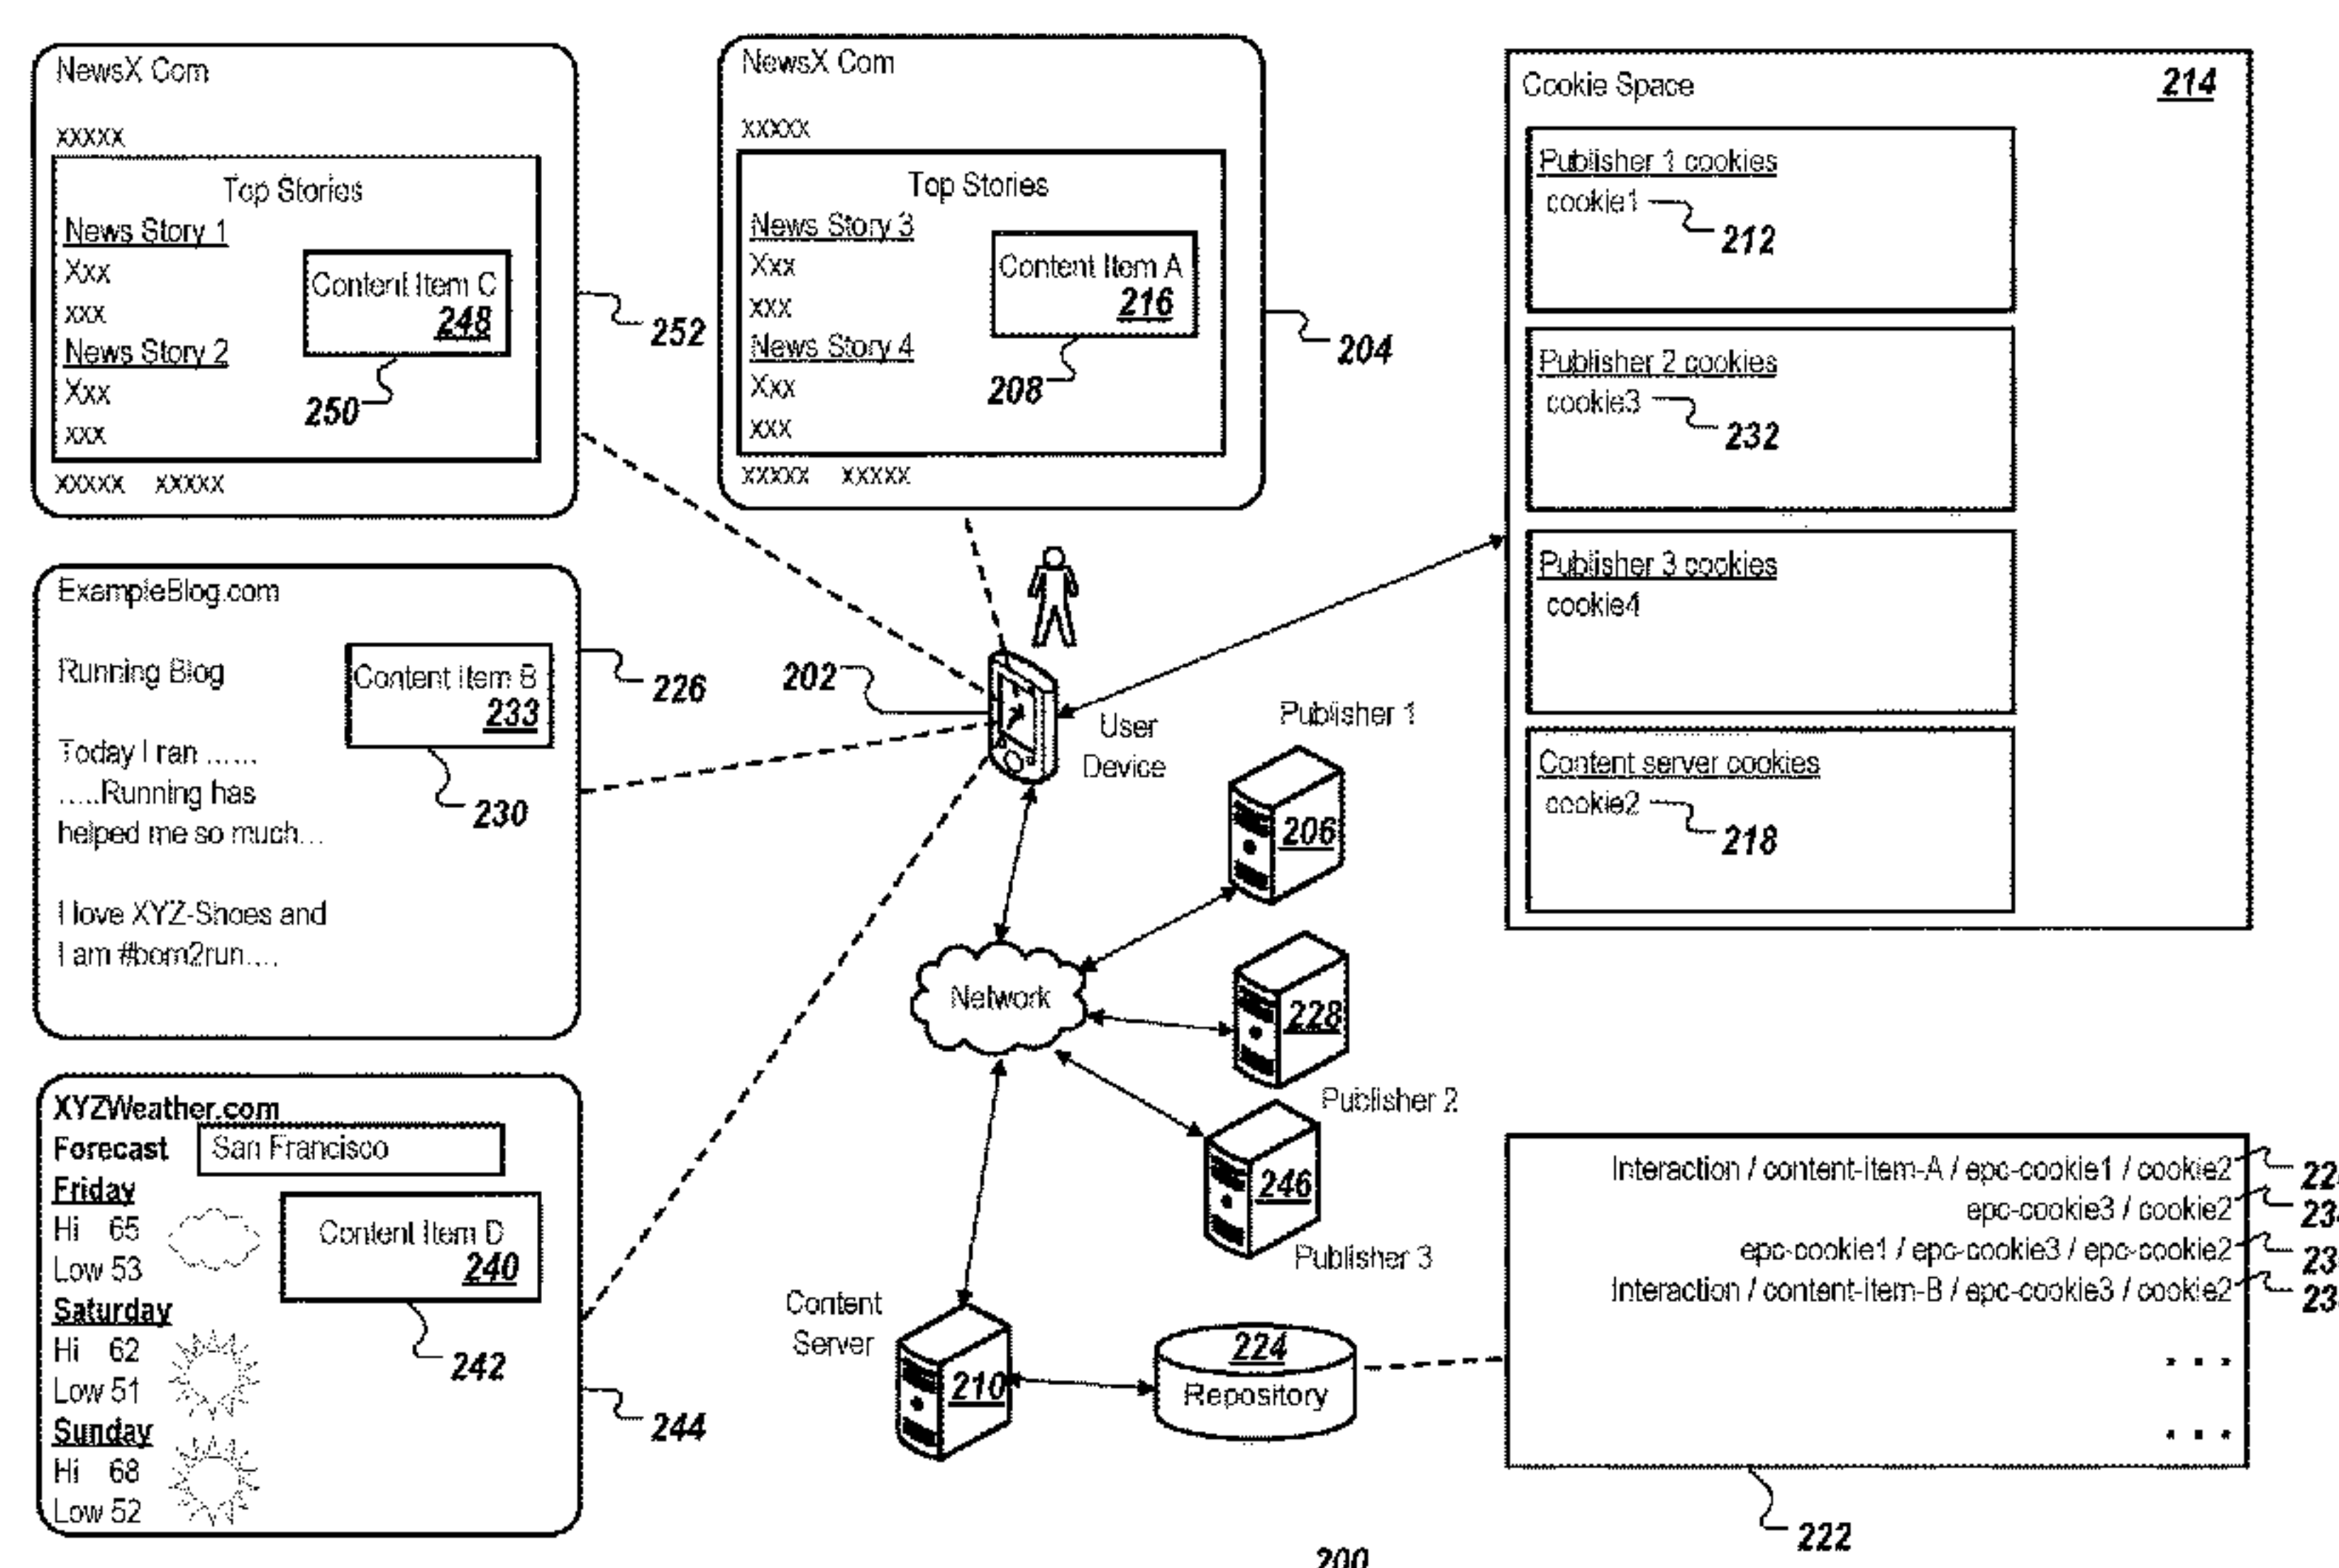 NewsX Com
xxxxx
Top Stories
News Story 1
Xxx
xxx
News Story 2
Xxx
xxx
xxxxx xxxxx
Content Item C
248
250
252
NewsX Com
xxxxx
Top Stories
News Story 3
Xxx
xxx
News Story 4
Xxx
xxx
xxxxx xxxxx
Content Item A
216
208
204
Cookie Space
214
Publisher 1 cookies
cookie1
212
Publisher 2 cookies
cookie3
232
Publisher 3 cookies
cookie4
Content server cookies
cookie2
218
ExampleBlog.com
Running Blog
Today I ran ......
.....Running has
helped me so much...
I love XYZ-Shoes and
I am #born2run....
Content Item B
233
230
226
202
User
Device
Publisher 1
206
Network
228
Publisher 2
246
Publisher 3
XYZWeather.com
Forecast
San Francisco
Friday
Hi 65
Low 53
Saturday
Hi 62
Low 51
Sunday
Hi 68
Low 52
Content Item D
240
242
244
Content
Server
210
224
Repository
Interaction / content-item-A / epc-cookie1 / cookie2
epc-cookie3 / cookie2
epc-cookie1 / epc-cookie3 / epc-cookie2
Interaction / content-item-B / epc-cookie3 / cookie2
. . .
. . .
222
200